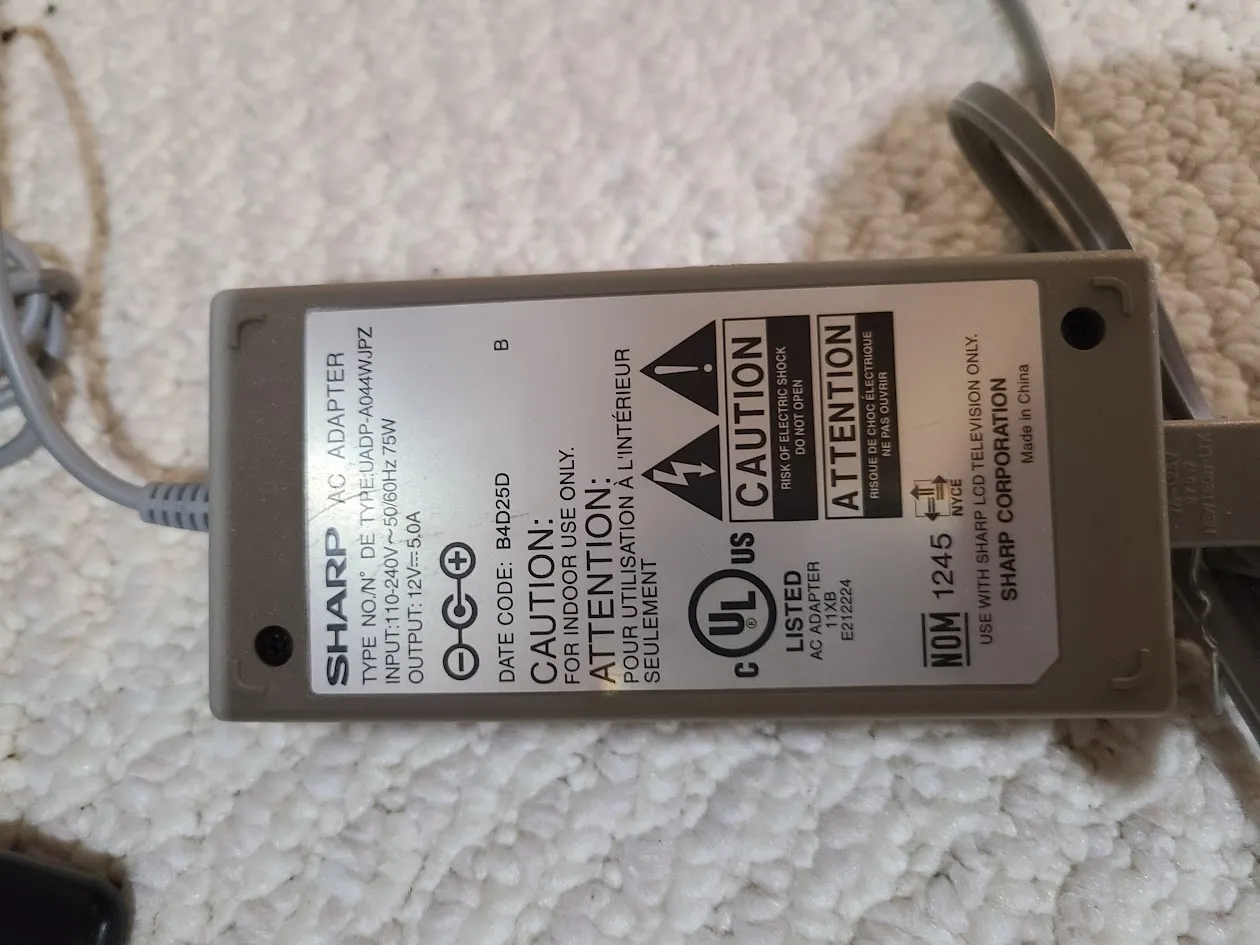 SHARP AC ADAPTER
TYPE NO./N° DE TYPE:UADP-A044WJPZ
INPUT:110-240V~50/60Hz 75W
OUTPUT: 12V⎓5.0A
DATE CODE: B4D25D B
CAUTION:
FOR INDOOR USE ONLY.
ATTENTION:
POUR UTILISATION À L'INTÉRIEUR
SEULEMENT
CAUTION
RISK OF ELECTRIC SHOCK
DO NOT OPEN
ATTENTION
RISQUE DE CHOC ÉLECTRIQUE
NE PAS OUVRIR
C UL ® US
LISTED
AC ADAPTER
11XB
E212224
NOM 1245 NYCE
USE WITH SHARP LCD TELEVISION ONLY.
SHARP CORPORATION
Made in China